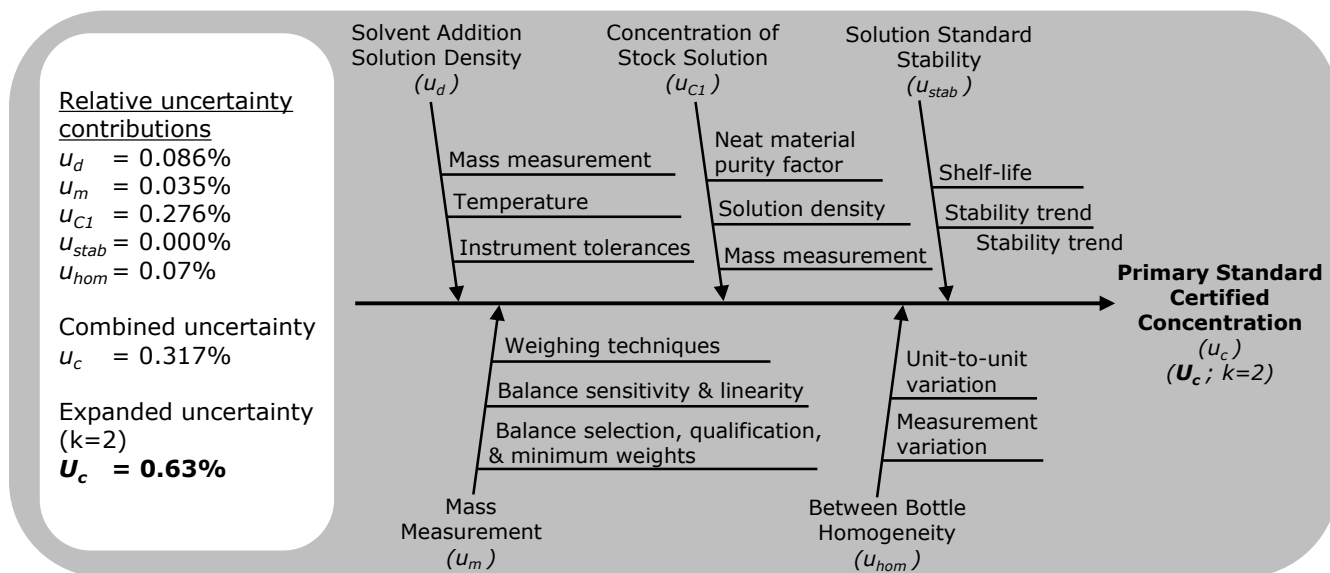 Relative uncertainty
contributions
u_d = 0.086%
u_m = 0.035%
u_C1 = 0.276%
u_stab = 0.000%
u_hom = 0.07%
Combined uncertainty
u_c = 0.317%
Expanded uncertainty
(k=2)
U_c = 0.63%
Solvent Addition
Solution Density
(u_d )
Mass measurement
Temperature
Instrument tolerances
Concentration of
Stock Solution
(u_C1 )
Neat material
purity factor
Solution density
Mass measurement
Solution Standard
Stability
(u_stab )
Shelf-life
Stability trend
Stability trend
Primary Standard
Certified
Concentration
(u_c )
(U_c ; k=2)
Weighing techniques
Balance sensitivity & linearity
Balance selection, qualification,
& minimum weights
Mass
Measurement
(u_m )
Unit-to-unit
variation
Measurement
variation
Between Bottle
Homogeneity
(u_hom )